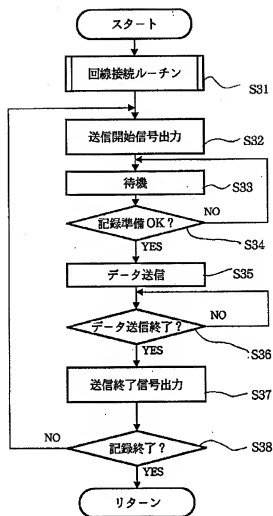 スタート
回線接続ルーチン
S31
送信開始信号出力
S32
待機
S33
記録準備OK?
NO
S34
YES
データ送信
S35
データ送信終了?
NO
S36
YES
送信終了信号出力
S37
NO
記録終了?
S38
YES
リターン